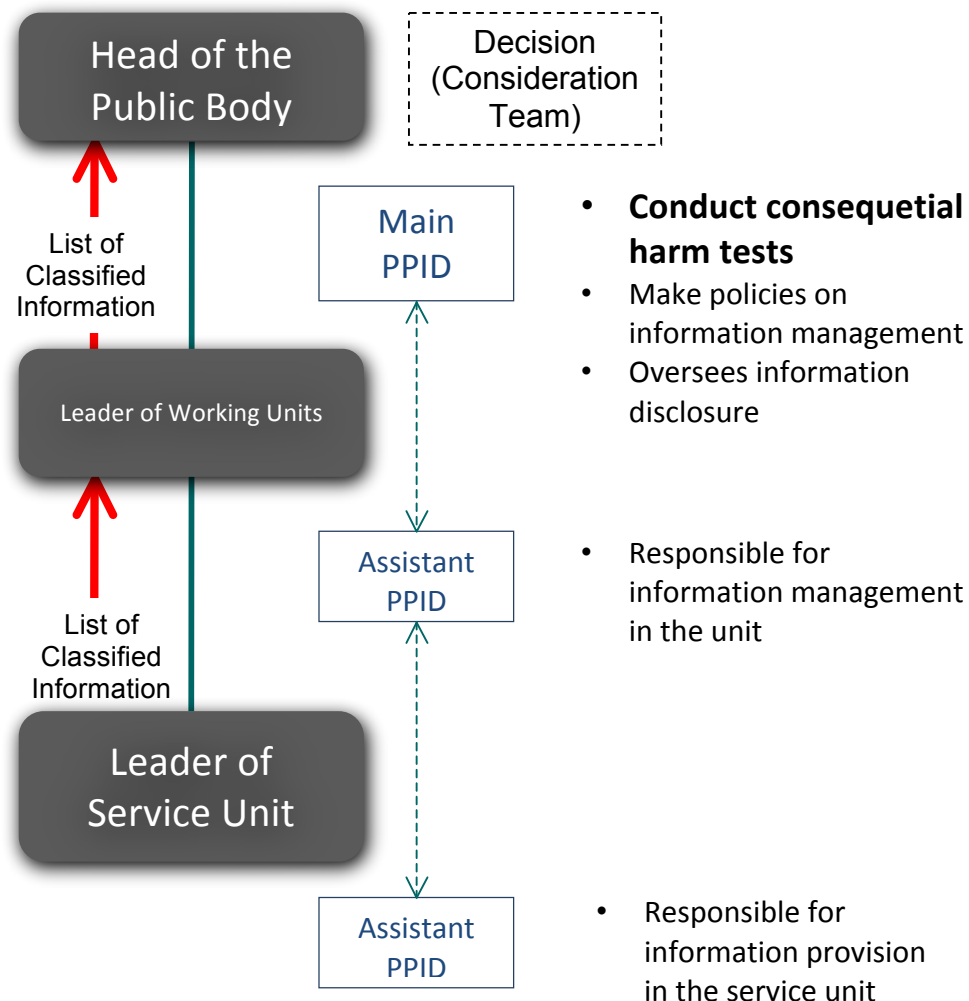 Head of the
Public Body
Decision
(Consideration
Team)
List of
Classified
Information
Main
PPID
• Conduct consequetial
harm tests
• Make policies on
information management
• Oversees information
disclosure
Leader of Working Units
List of
Classified
Information
Assistant
PPID
• Responsible for
information management
in the unit
Leader of
Service Unit
Assistant
PPID
• Responsible for
information provision
in the service unit